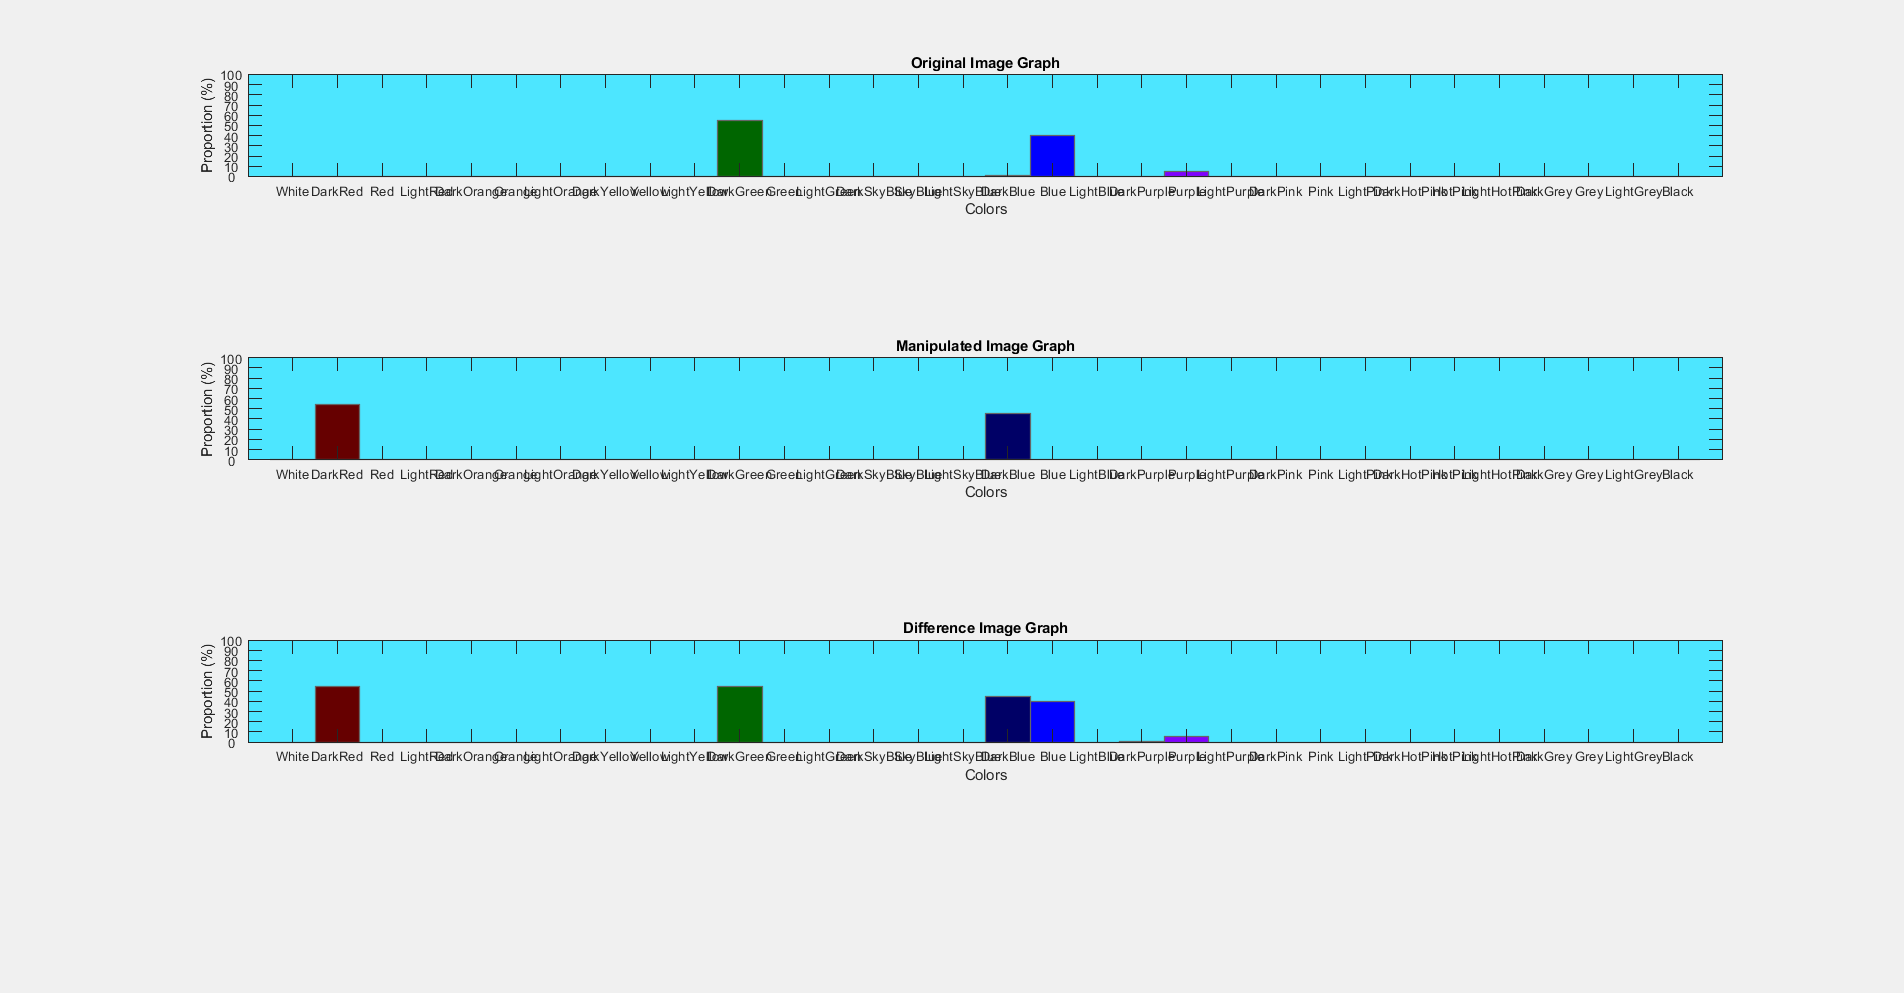 Original Image Graph
Proportion (%)
100
90
80
70
60
50
40
30
20
10
0
White DarkRed Red LightRed DarkOrange Orange LightOrange DarkYellow Yellow LightYellow DarkGreen Green LightGreen DarkSkyBlue SkyBlue LightSkyBlue DarkBlue Blue LightBlue DarkPurple Purple LightPurple DarkPink Pink LightPink DarkHotPink HotPink LightHotPink DarkGrey Grey LightGrey Black
Colors
Manipulated Image Graph
Proportion (%)
100
90
80
70
60
50
40
30
20
10
0
White DarkRed Red LightRed DarkOrange Orange LightOrange DarkYellow Yellow LightYellow DarkGreen Green LightGreen DarkSkyBlue SkyBlue LightSkyBlue DarkBlue Blue LightBlue DarkPurple Purple LightPurple DarkPink Pink LightPink DarkHotPink HotPink LightHotPink DarkGrey Grey LightGrey Black
Colors
Difference Image Graph
Proportion (%)
100
90
80
70
60
50
40
30
20
10
0
White DarkRed Red LightRed DarkOrange Orange LightOrange DarkYellow Yellow LightYellow DarkGreen Green LightGreen DarkSkyBlue SkyBlue LightSkyBlue DarkBlue Blue LightBlue DarkPurple Purple LightPurple DarkPink Pink LightPink DarkHotPink HotPink LightHotPink DarkGrey Grey LightGrey Black
Colors